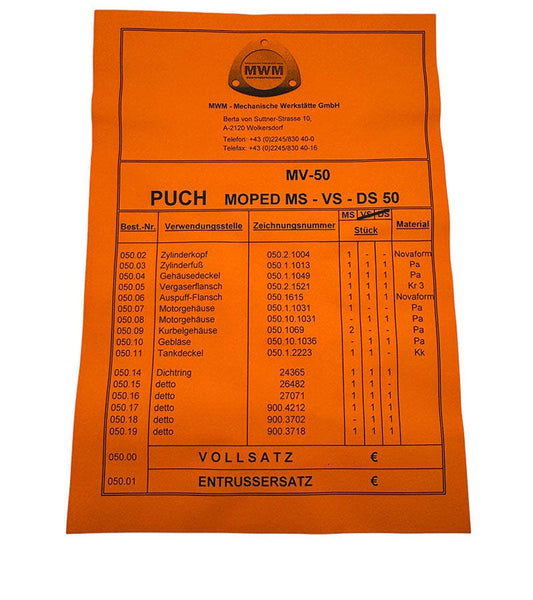 MWM
MWM - Mechanische Werkstätte GmbH
Berta von Suttner-Strasse 10,
A-2120 Wolkersdorf
Telefon: +43 (0)2245/830 40-0
Telefax: +43 (0)2245/830 40-16
MV-50
PUCH MOPED MS - VS - DS 50
Best.-Nr. Verwendungsstelle Zeichnungsnummer MS VS DS Material
Stück
050.02 Zylinderkopf 050.2.1004 1 - - Novaform
050.03 Zylinderfuß 050.1.1013 1 1 1 Pa
050.04 Gehäusedeckel 050.1.1049 1 1 1 Pa
050.05 Vergaserflansch 050.2.1521 1 1 1 Kr 3
050.06 Auspuff-Flansch 050.1615 1 1 1 Novaform
050.07 Motorgehäuse 050.1.1031 1 - - Pa
050.08 Motorgehäuse 050.10.1031 - 1 1 Pa
050.09 Kurbelgehäuse 050.1069 2 - - Pa
050.10 Gebläse 050.10.1036 - 1 1 Pa
050.11 Tankdeckel 050.1.2223 1 1 - Kk
050.14 Dichtring 24365 1 1 1
050.15 detto 26482 1 - -
050.16 detto 27071 1 1 1
050.17 detto 900.4212 1 1 1
050.18 detto 900.3702 - 1 1
050.19 detto 900.3718 1 1 1
050.00 VOLLSATZ €
050.01 ENTRUSSERSATZ €